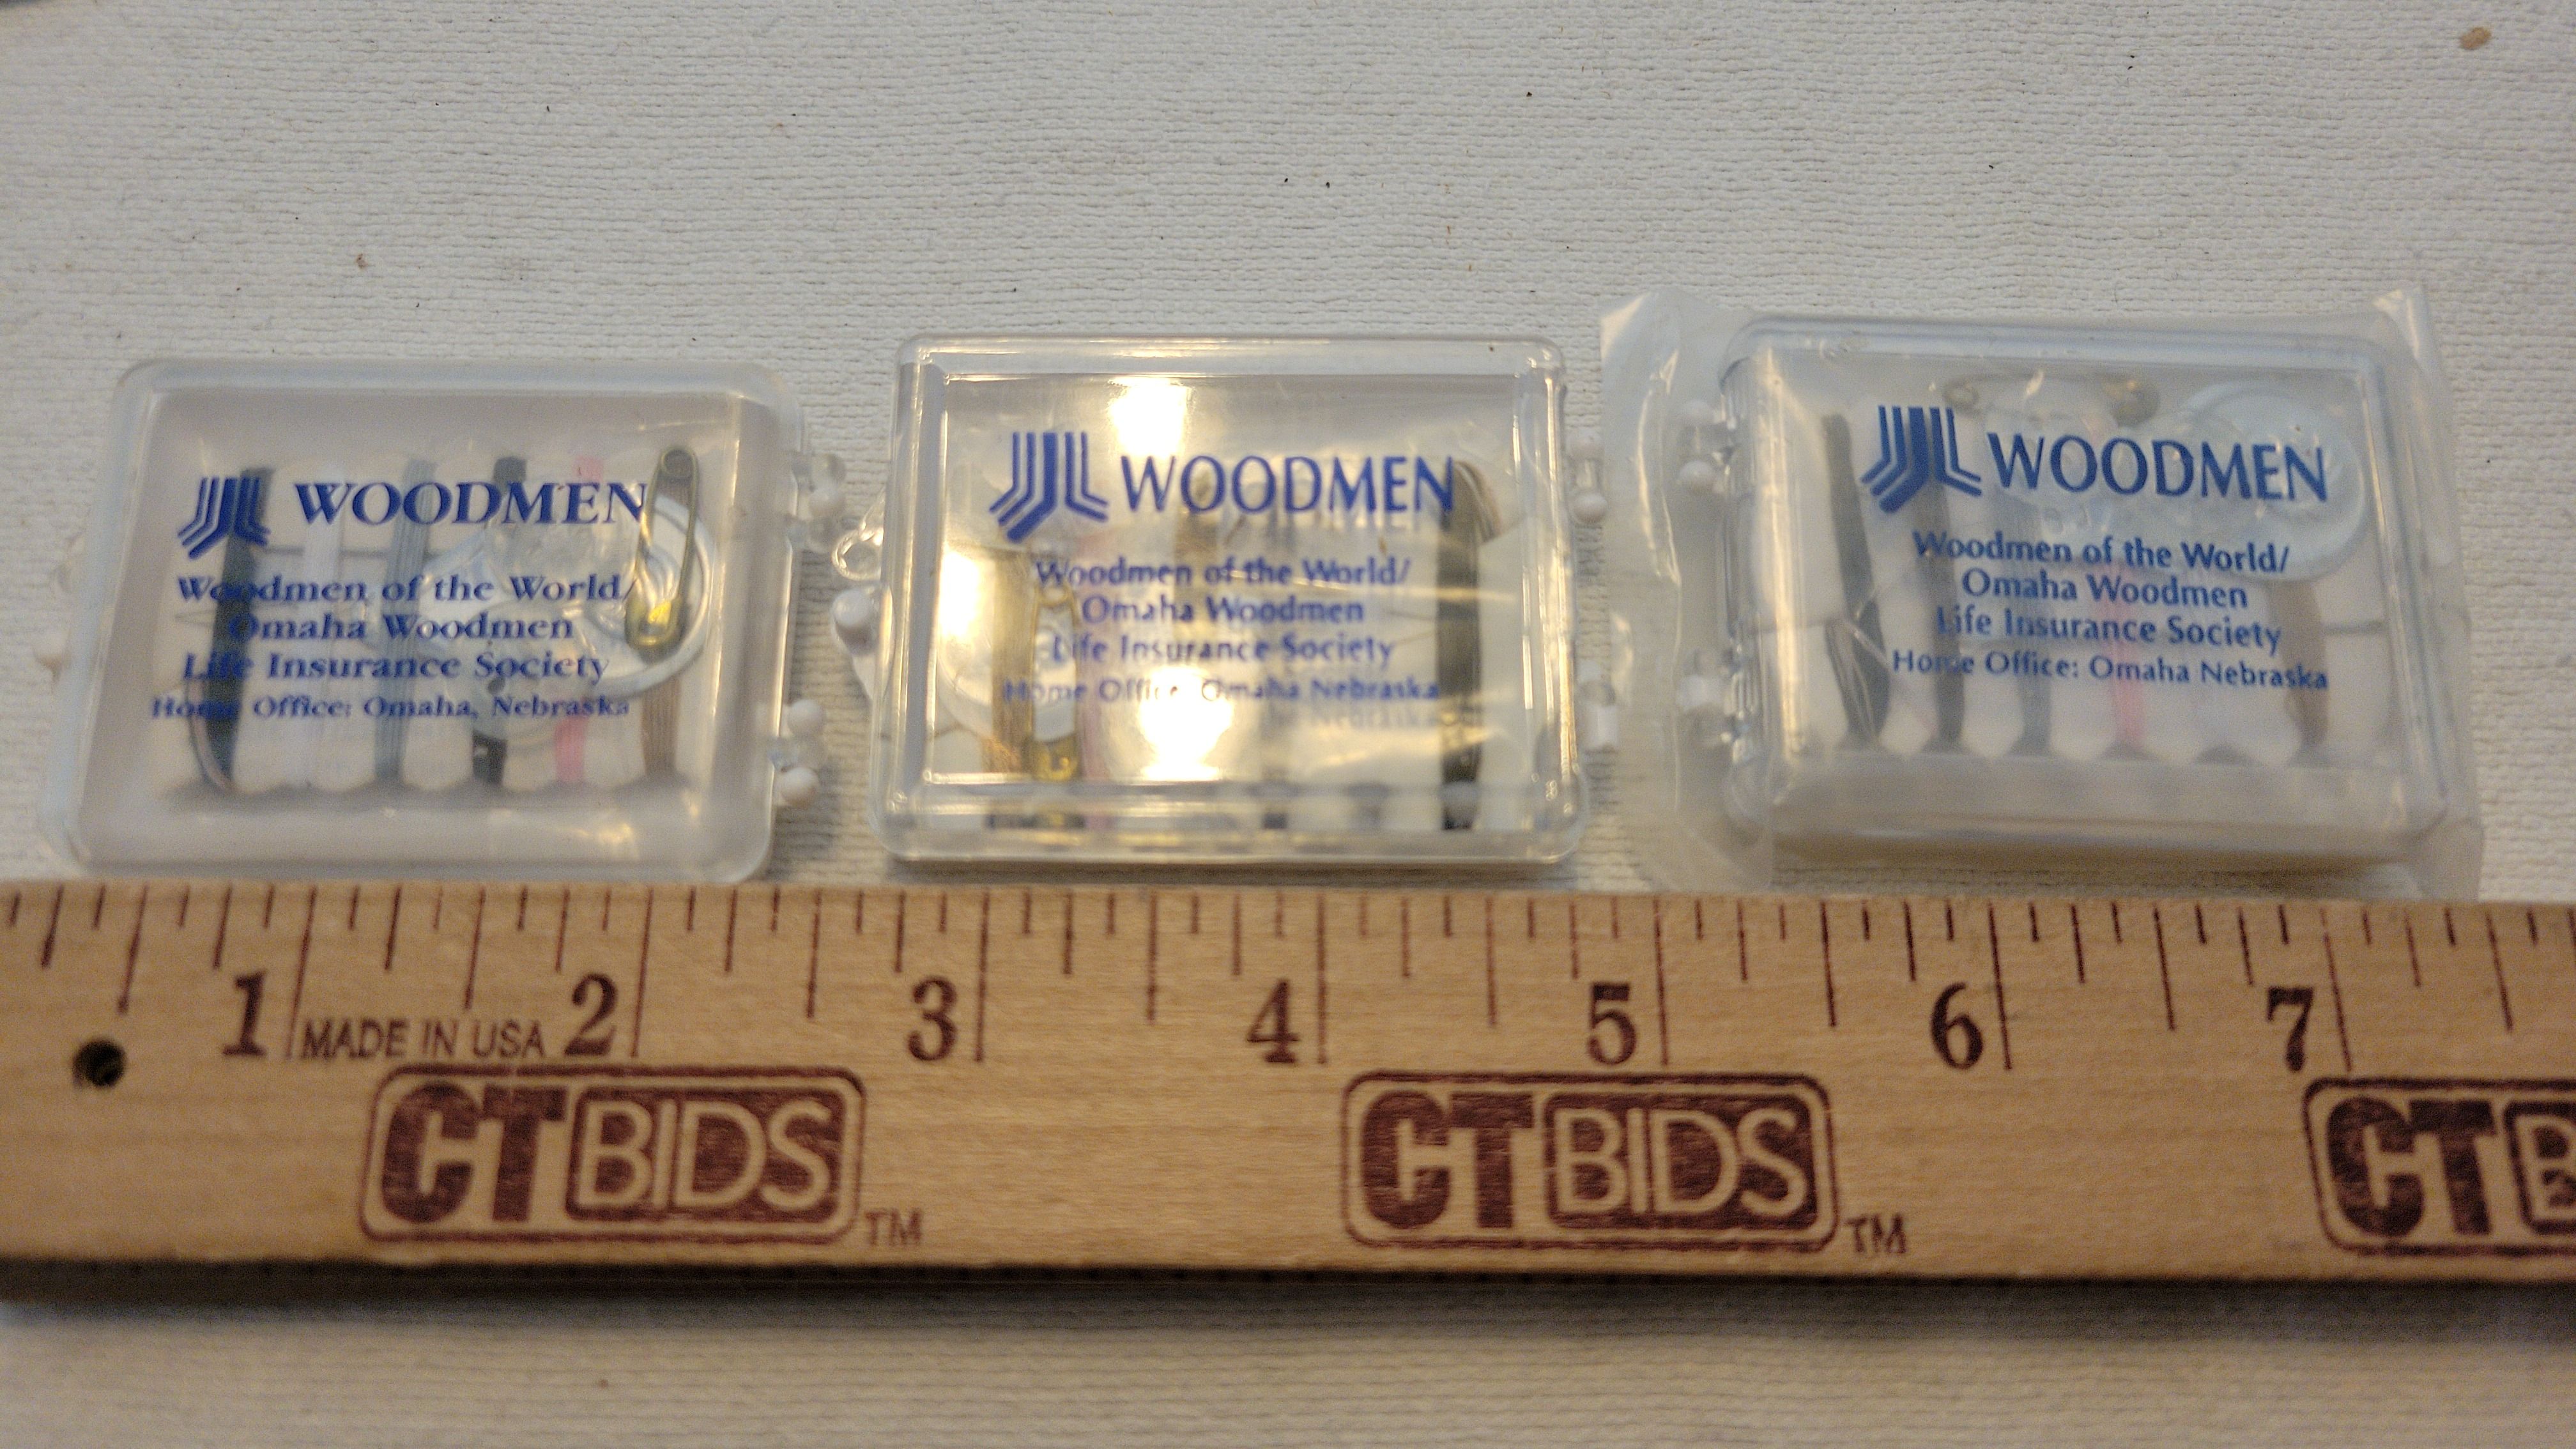 WOODMEN
Woodmen of the World/
Omaha Woodmen
Life Insurance Society
Home Office: Omaha, Nebraska
WOODMEN
Woodmen of the World/
Omaha Woodmen
Life Insurance Society
Home Office: Omaha Nebraska
WOODMEN
Woodmen of the World/
Omaha Woodmen
Life Insurance Society
Home Office: Omaha Nebraska
1 2 3 4 5 6 7
MADE IN USA
CTBIDS TM CTBIDS TM CTB